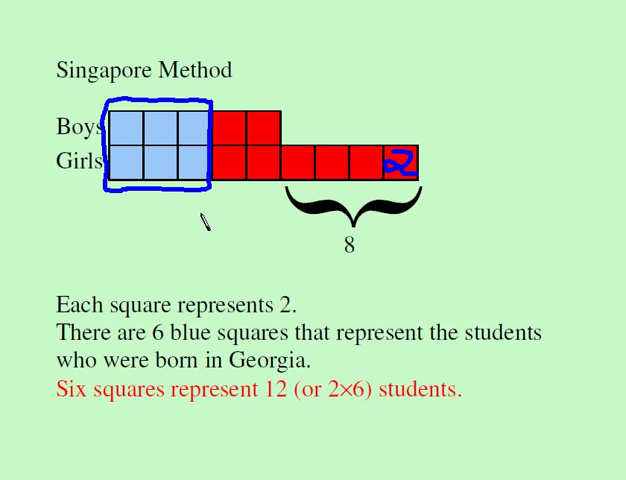 Singapore Method
Boys
Girls
2
8
Each square represents 2.
There are 6 blue squares that represent the students
who were born in Georgia.
Six squares represent 12 (or 2×6) students.